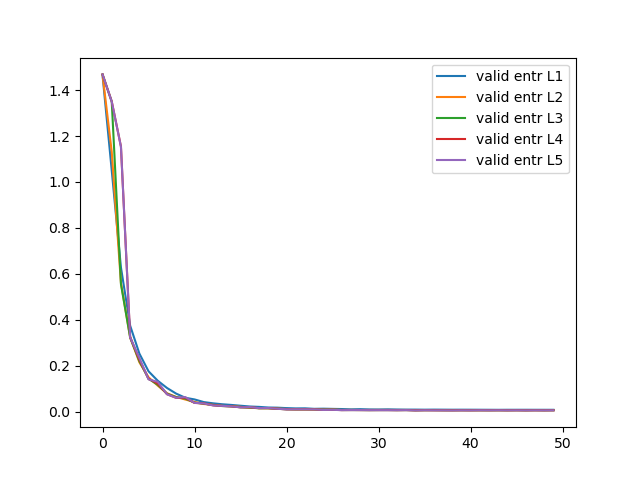 valid entr L1
valid entr L2
valid entr L3
valid entr L4
valid entr L5
1.4
1.2
1.0
0.8
0.6
0.4
0.2
0.0
0 10 20 30 40 50